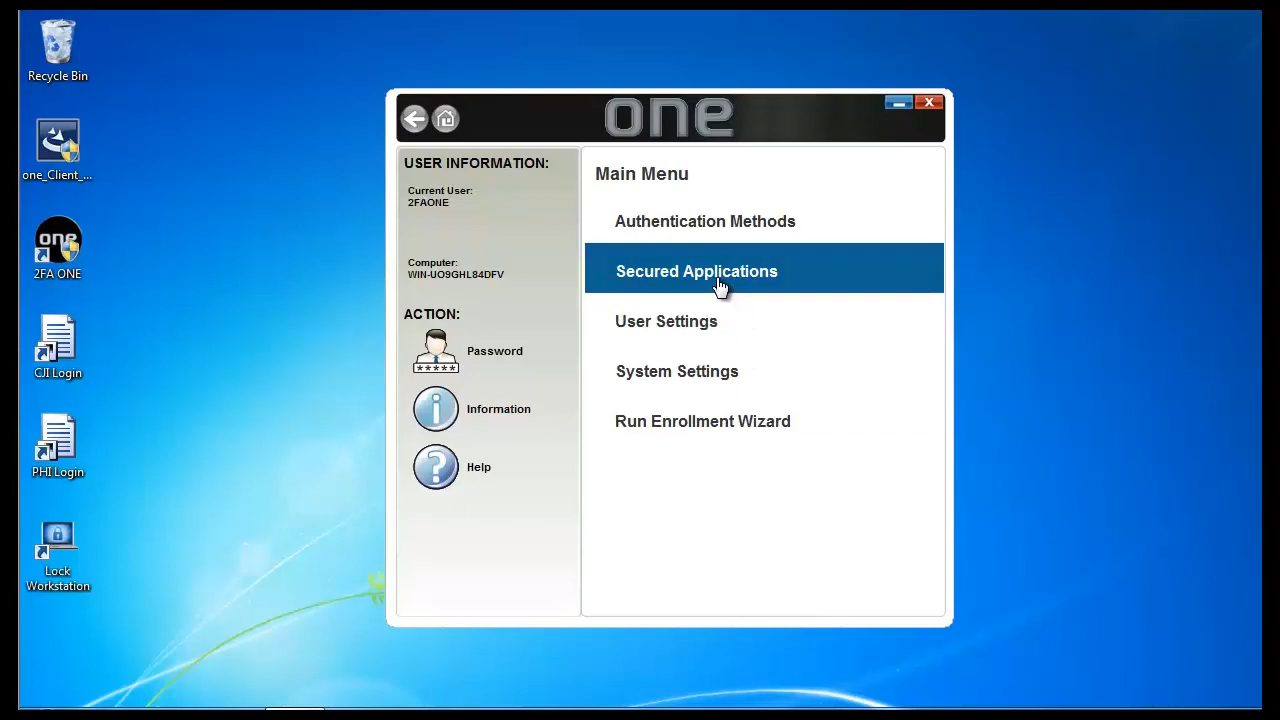 Recycle Bin
one_Client_...
one
2FA ONE
CJI Login
PHI Login
Lock
Workstation
one
USER INFORMATION:
Current User:
2FAONE
Computer:
WIN-UO9GHL84DFV
ACTION:
*****
Password
Information
Help
Main Menu
Authentication Methods
Secured Applications
User Settings
System Settings
Run Enrollment Wizard